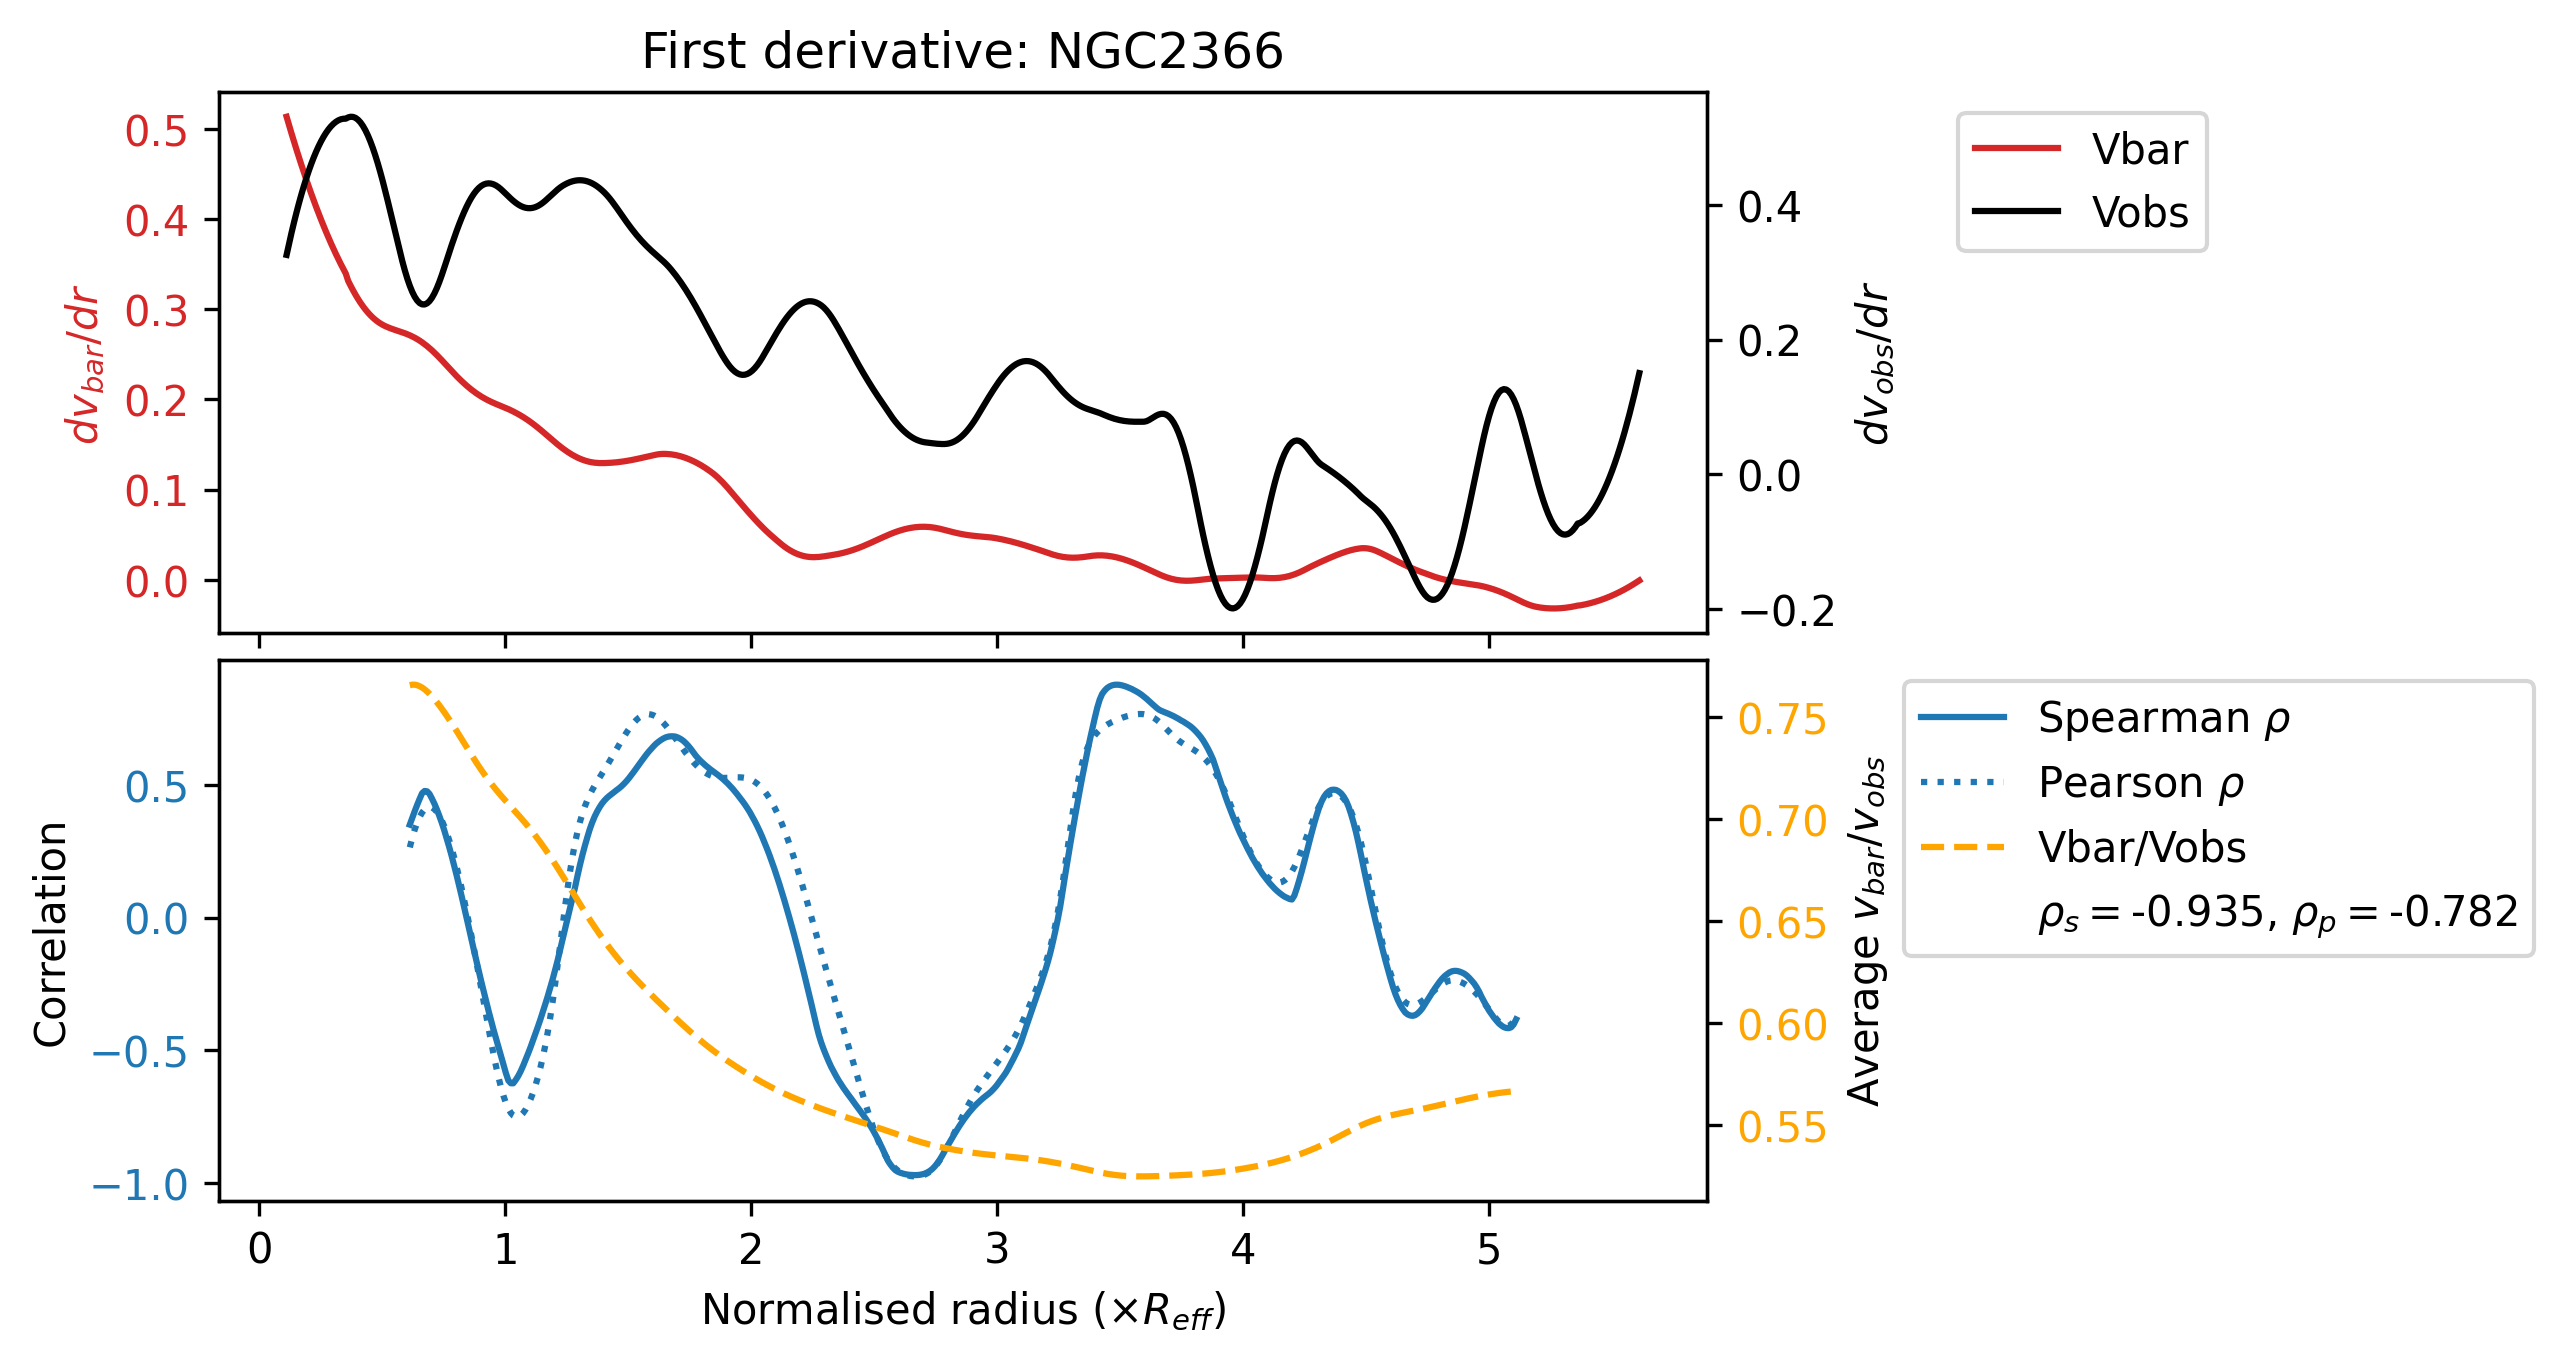 First derivative: NGC2366
0.5
0.4
0.3
0.2
0.1
0.0
dv_bar/dr
0.4
0.2
0.0
−0.2
dv_obs/dr
Vbar
Vobs
0.5
0.0
−0.5
−1.0
Correlation
0.75
0.70
0.65
0.60
0.55
Average v_bar/v_obs
Spearman ρ
Pearson ρ
Vbar/Vobs
ρ_s = -0.935, ρ_p = -0.782
0 1 2 3 4 5
Normalised radius (×R_eff)